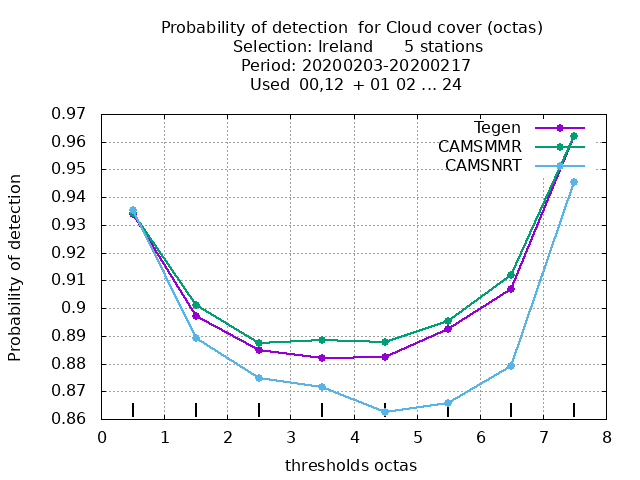 Probability of detection  for Cloud cover (octas)
Selection: Ireland      5 stations
Period: 20200203-20200217
Used  00,12  + 01 02 ... 24
Probability of detection
0.97
0.96
0.95
0.94
0.93
0.92
0.91
0.9
0.89
0.88
0.87
0.86
Tegen
CAMSMMR
CAMSNRT
0 1 2 3 4 5 6 7 8
thresholds octas